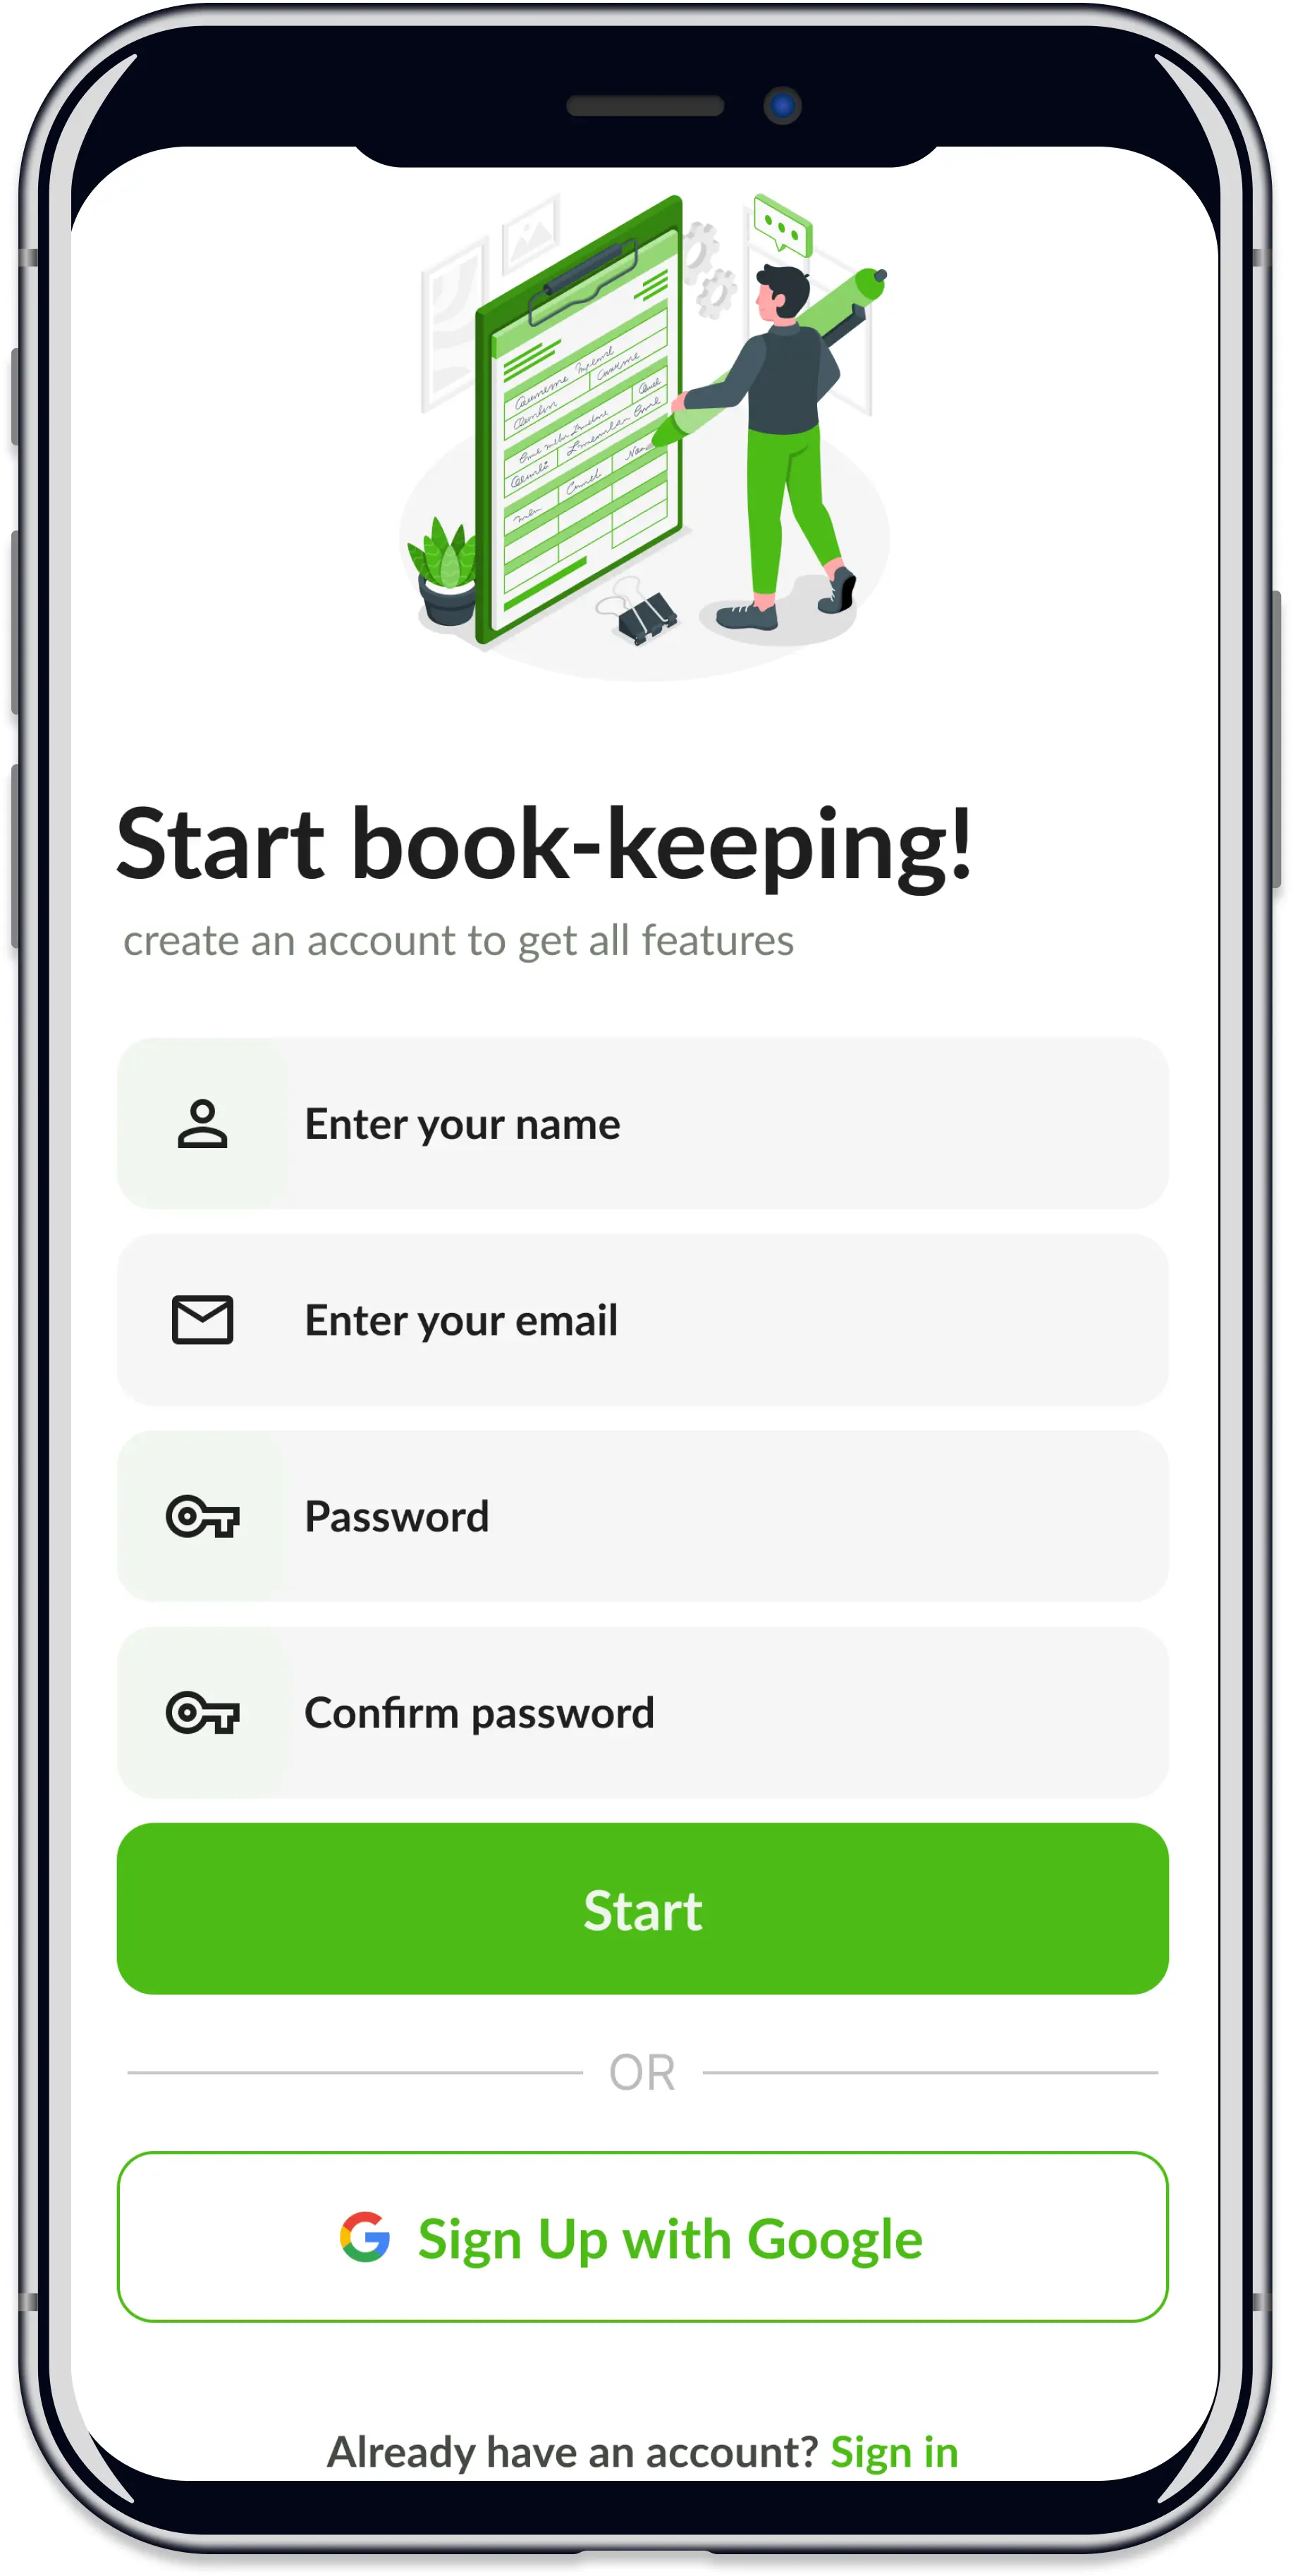 Start book-keeping!
create an account to get all features
Enter your name
Enter your email
Password
Confirm password
Start
OR
Sign Up with Google
Already have an account? Sign in